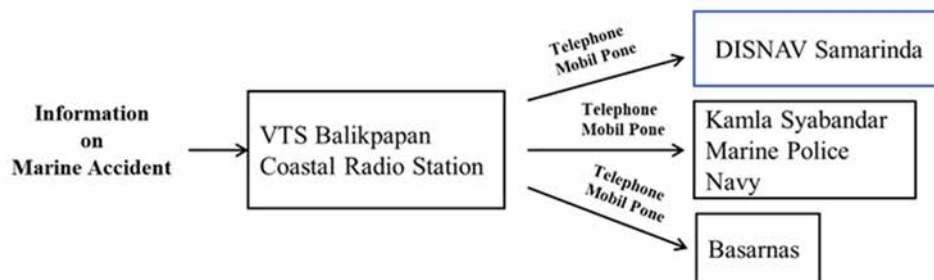 Information
on
Marine Accident
VTS Balikpapan
Coastal Radio Station
Telephone
Mobil Pone
DISNAV Samarinda
Telephone
Mobil Pone
Kamla Syabandar
Marine Police
Navy
Telephone
Mobil Pone
Basarnas